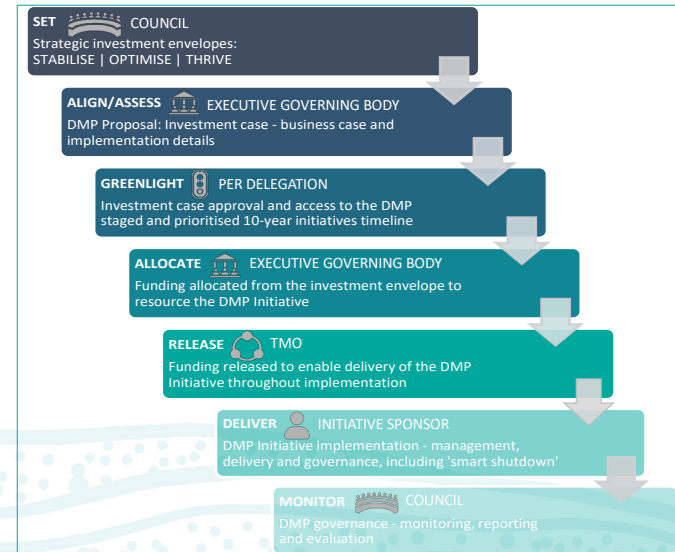 SET COUNCIL
Strategic investment envelopes:
STABILISE | OPTIMISE | THRIVE
ALIGN/ASSESS EXECUTIVE GOVERNING BODY
DMP Proposal: Investment case - business case and
implementation details
GREENLIGHT PER DELEGATION
Investment case approval and access to the DMP
staged and prioritised 10-year initiatives timeline
ALLOCATE EXECUTIVE GOVERNING BODY
Funding allocated from the investment envelope to
resource the DMP Initiative
RELEASE TMO
Funding released to enable delivery of the DMP
Initiative throughout implementation
DELIVER INITIATIVE SPONSOR
DMP Initiative implementation - management,
delivery and governance, including 'smart shutdown'
MONITOR COUNCIL
DMP governance - monitoring, reporting
and evaluation